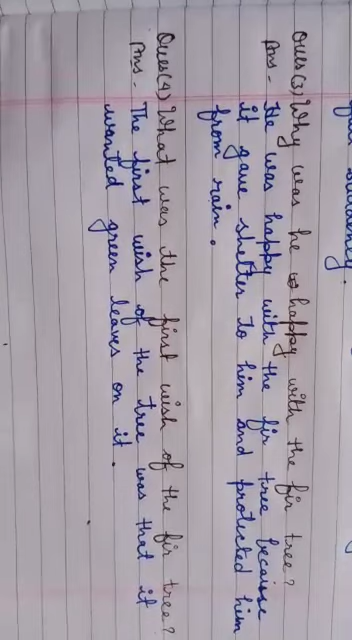 Ques(3) Why was he happy with the fir tree?
Ans - He was happy with the fir tree because
it gave shelter to him and protected him
from rain.
Ques(4) What was the first wish of the fir tree?
Ans - The first wish of the tree was that it
wanted green leaves on it.